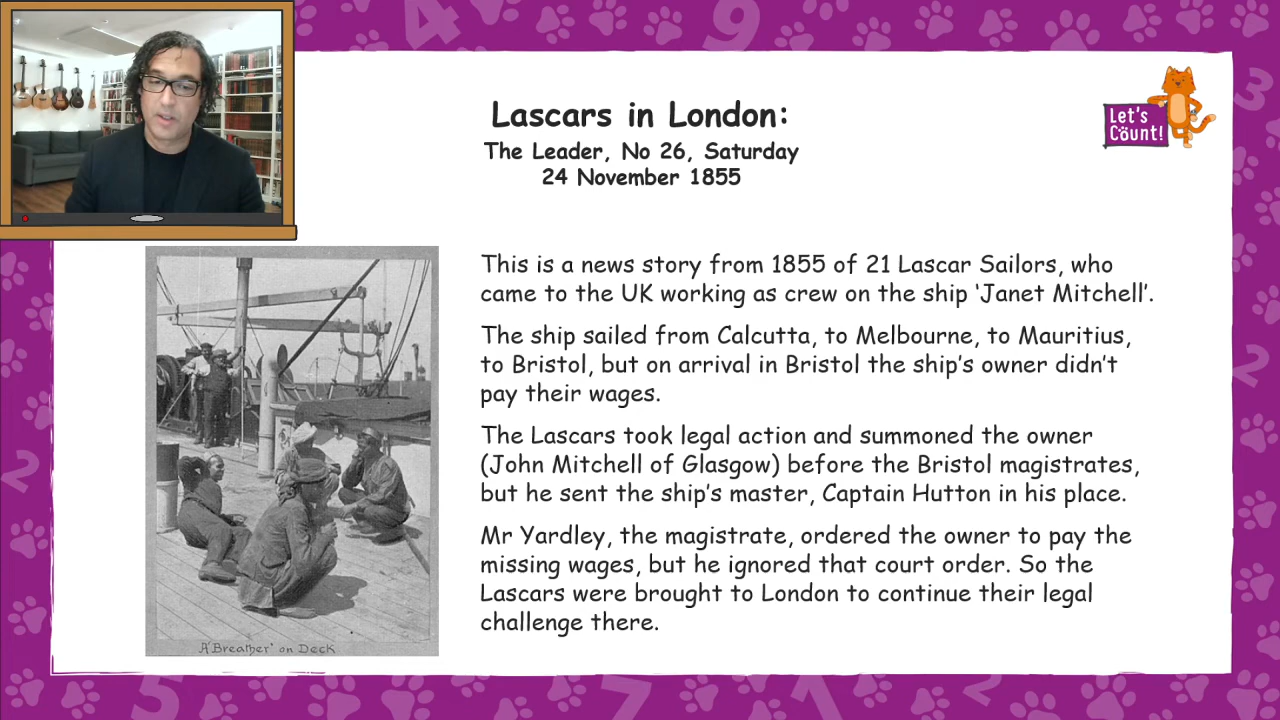 Lascars in London:
The Leader, No 26, Saturday
24 November 1855
Let's
Count!
This is a news story from 1855 of 21 Lascar Sailors, who
came to the UK working as crew on the ship ‘Janet Mitchell’.
The ship sailed from Calcutta, to Melbourne, to Mauritius,
to Bristol, but on arrival in Bristol the ship’s owner didn’t
pay their wages.
The Lascars took legal action and summoned the owner
(John Mitchell of Glasgow) before the Bristol magistrates,
but he sent the ship’s master, Captain Hutton in his place.
Mr Yardley, the magistrate, ordered the owner to pay the
missing wages, but he ignored that court order. So the
Lascars were brought to London to continue their legal
challenge there.
A 'Breather' on Deck